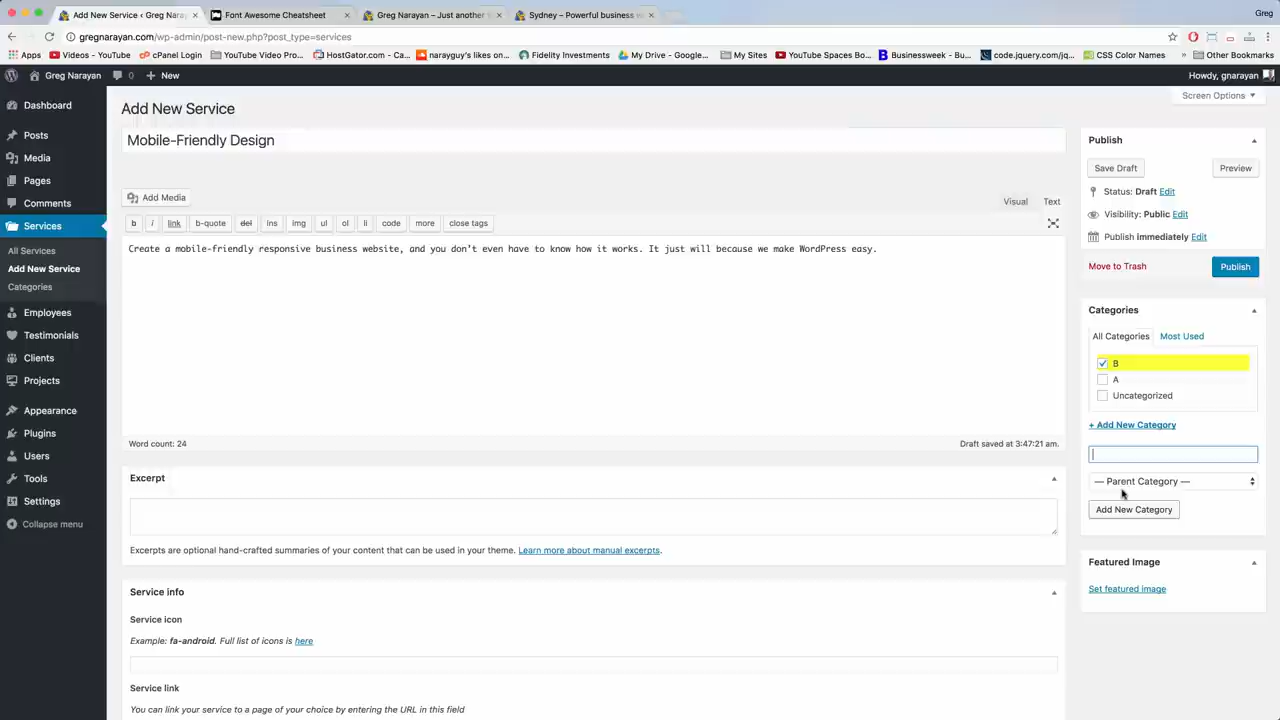 Add New Service ‹ Greg Nara
Font Awesome Cheatsheet
Greg Narayan – Just another
Sydney – Powerful business
Greg
gregnarayan.com/wp-admin/post-new.php?post_type=services
Apps
Videos - YouTube
cPanel Login
YouTube Video Pro...
HostGator.com - Ca...
narayguy's likes on...
Fidelity Investments
My Drive - Google...
My Sites
YouTube Spaces Bo...
Businessweek - Bu...
code.jquery.com/jq...
CSS Color Names
Other Bookmarks
Greg Narayan
0
New
Howdy, gnarayan
Dashboard
Posts
Media
Pages
Comments
Services
All Services
Add New Service
Categories
Employees
Testimonials
Clients
Projects
Appearance
Plugins
Users
Tools
Settings
Collapse menu
Screen Options
Add New Service
Mobile-Friendly Design
Add Media
Visual
Text
b
i
link
b-quote
del
ins
img
ul
ol
li
code
more
close tags
Create a mobile-friendly responsive business website, and you don't even have to know how it works. It just will because we make WordPress easy.
Word count: 24
Draft saved at 3:47:21 am.
Excerpt
Excerpts are optional hand-crafted summaries of your content that can be used in your theme. Learn more about manual excerpts.
Service info
Service icon
Example: fa-android. Full list of icons is here
Service link
You can link your service to a page of your choice by entering the URL in this field
Publish
Save Draft
Preview
Status: Draft Edit
Visibility: Public Edit
Publish immediately Edit
Move to Trash
Publish
Categories
All Categories
Most Used
B
A
Uncategorized
+ Add New Category
— Parent Category —
Add New Category
Featured Image
Set featured image